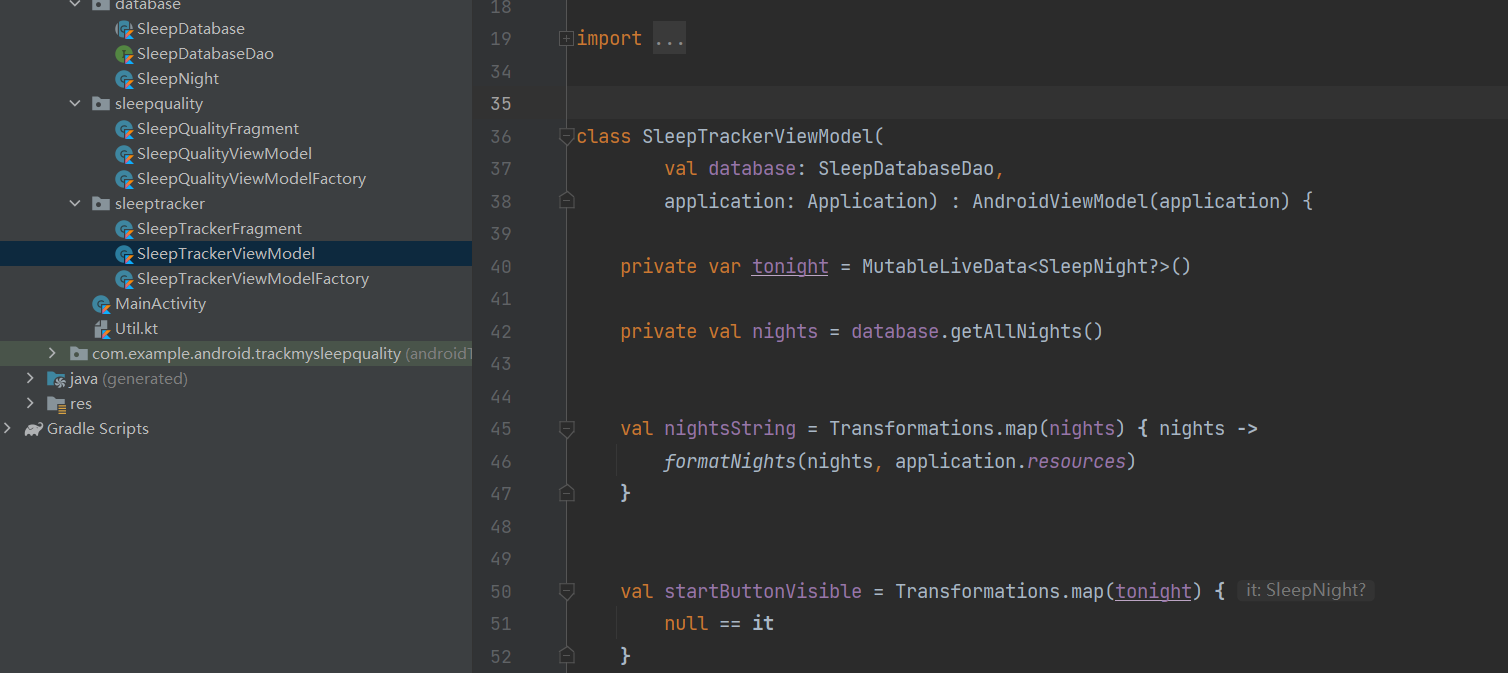 database
SleepDatabase
SleepDatabaseDao
SleepNight
sleepquality
SleepQualityFragment
SleepQualityViewModel
SleepQualityViewModelFactory
sleeptracker
SleepTrackerFragment
SleepTrackerViewModel
SleepTrackerViewModelFactory
MainActivity
Util.kt
com.example.android.trackmysleepquality (androidT
java (generated)
res
Gradle Scripts
18
19 import ...
34
35
36 class SleepTrackerViewModel(
37 val database: SleepDatabaseDao,
38 application: Application) : AndroidViewModel(application) {
39
40 private var tonight = MutableLiveData<SleepNight?>()
41
42 private val nights = database.getAllNights()
43
44
45 val nightsString = Transformations.map(nights) { nights ->
46 formatNights(nights, application.resources)
47 }
48
49
50 val startButtonVisible = Transformations.map(tonight) { it: SleepNight?
51 null == it
52 }